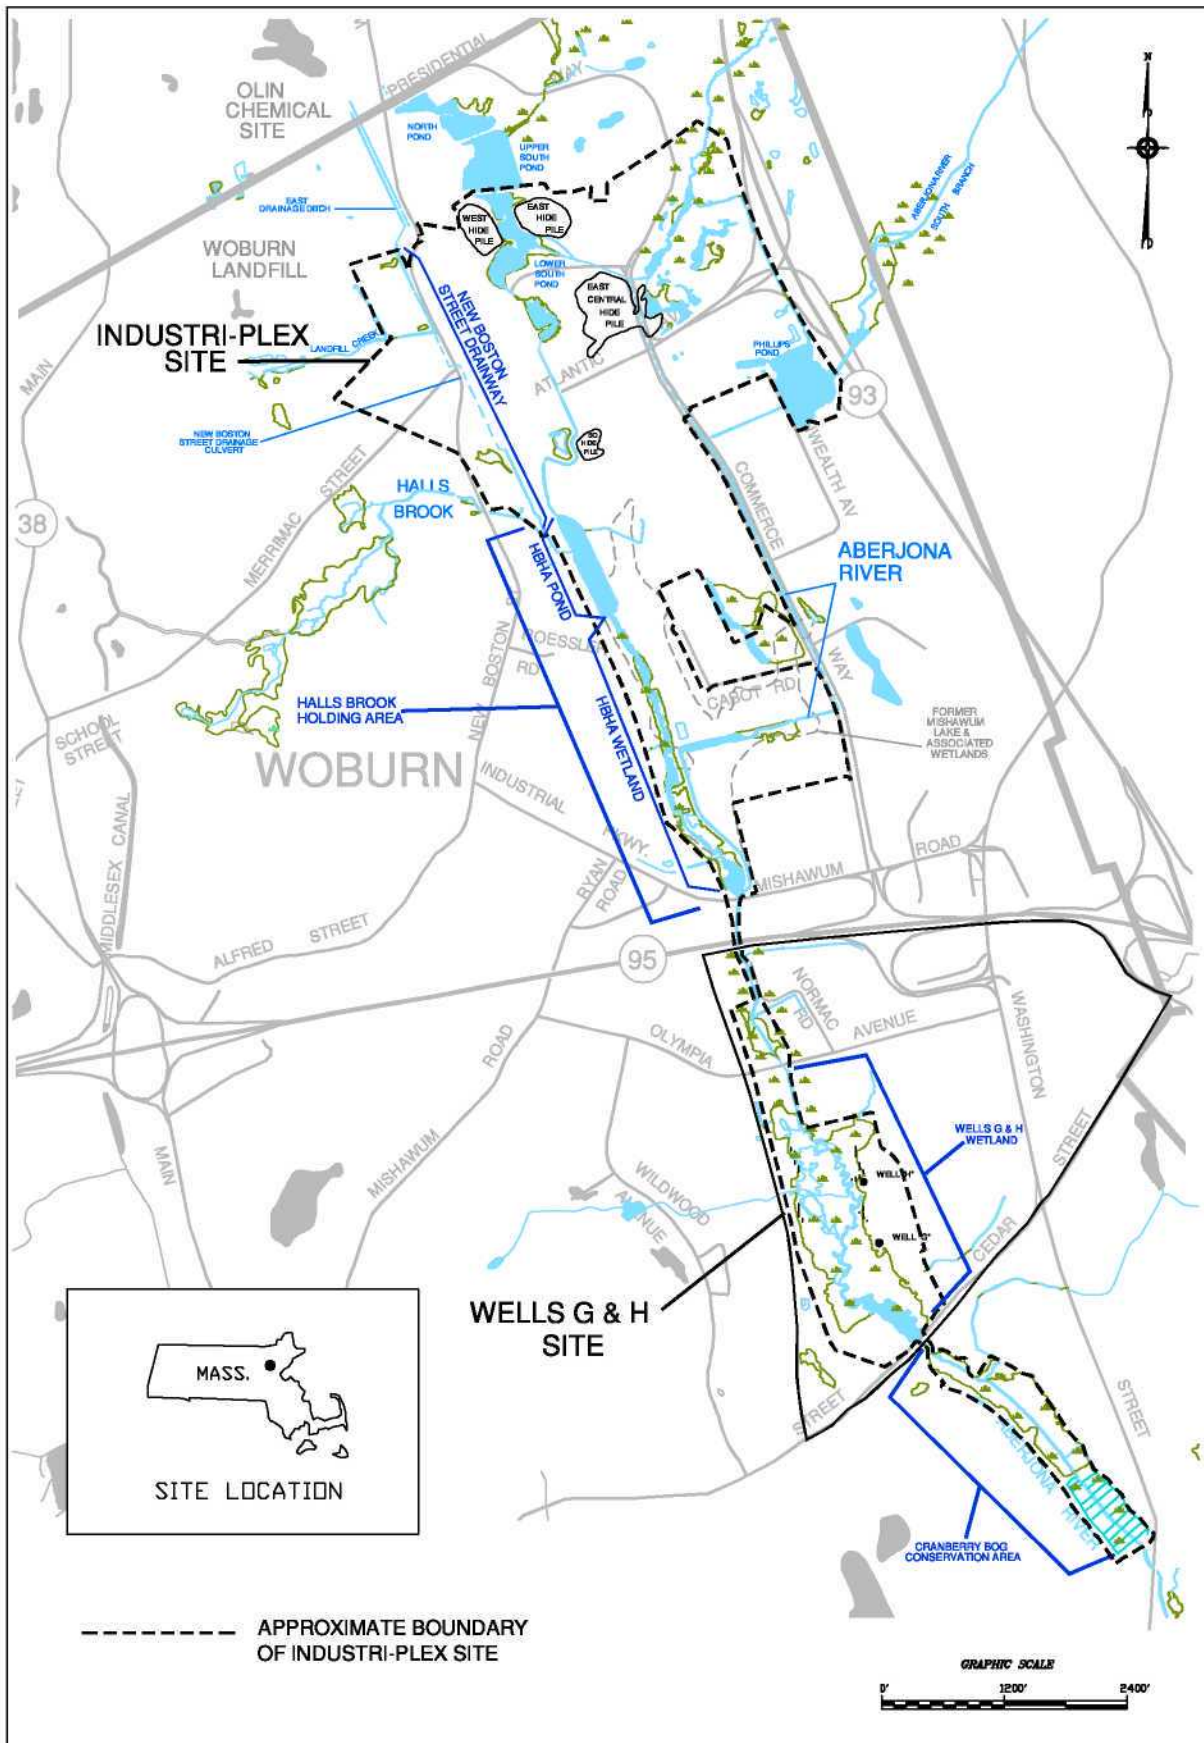 PRESIDENTIAL
WAY
OLIN
CHEMICAL
SITE
NORTH
POND
UPPER
SOUTH
POND
EAST
DRAINAGE DITCH
WEST
HIDE
PILE
EAST
HIDE
PILE
ABERJONA RIVER
SOUTH BRANCH
WOBURN
LANDFILL
LOWER
SOUTH
POND
EAST
CENTRAL
HIDE
PILE
NEW BOSTON
STREET DRAINWAY
INDUSTRI-PLEX
SITE
LANDFILL CREEK
PHILLIPS
POND
MAIN
ATLANTIC
93
NEW BOSTON
STREET DRAINAGE
CULVERT
SO
HIDE
PILE
WEALTH AV
COMMERCE
WAY
MERRIMAC STREET
HALLS
BROOK
38
ABERJONA
RIVER
HBHA POND
NEW BOSTON
ROESSLER
RD
CABOT RD
HALLS BROOK
HOLDING AREA
HBHA WETLAND
FORMER
MISHAWUM
LAKE &
ASSOCIATED
WETLANDS
SCHOOL
STREET
WOBURN
INDUSTRIAL
PKWY.
MIDDLESEX CANAL
RYAN
ROAD
MISHAWUM
ROAD
ALFRED STREET
95
NORMAC
RD
OLYMPIA
AVENUE
WASHINGTON
STREET
MAIN
MISHAWUM
ROAD
WELLS G & H
WETLAND
STREET
WILDWOOD
AVENUE
WELL H*
WELL G*
CEDAR
STREET
WELLS G & H
SITE
MASS.
SITE LOCATION
ABERJONA
RIVER
CRANBERRY BOG
CONSERVATION AREA
APPROXIMATE BOUNDARY
OF INDUSTRI-PLEX SITE
GRAPHIC SCALE
0'
1200'
2400'